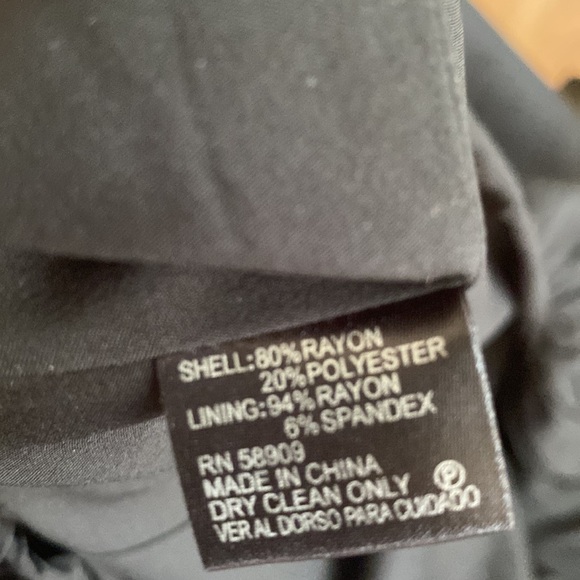 SHELL:80%RAYON
20%POLYESTER
LINING:94%RAYON
6% SPANDEX
RN 58909
MADE IN CHINA
DRY CLEAN ONLY Ⓟ
VER AL DORSO PARA CUIDADO